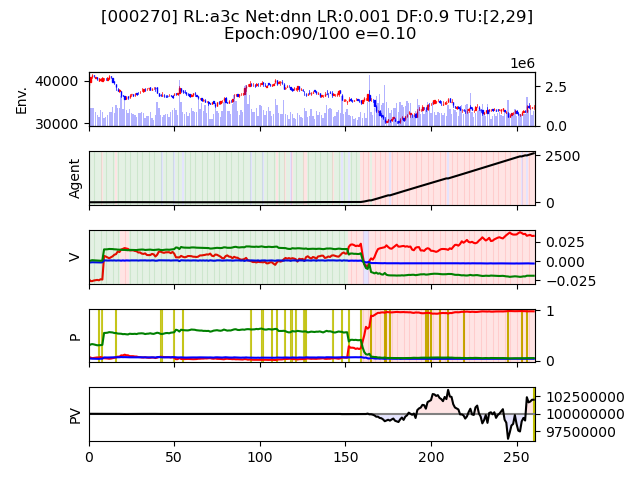 [000270] RL:a3c Net:dnn LR:0.001 DF:0.9 TU:[2,29]
Epoch:090/100 e=0.10
1e6
Env.
40000
30000
2.5
0.0
Agent
2500
0
V
0.025
0.000
−0.025
P
1
0
PV
102500000
100000000
97500000
0 50 100 150 200 250